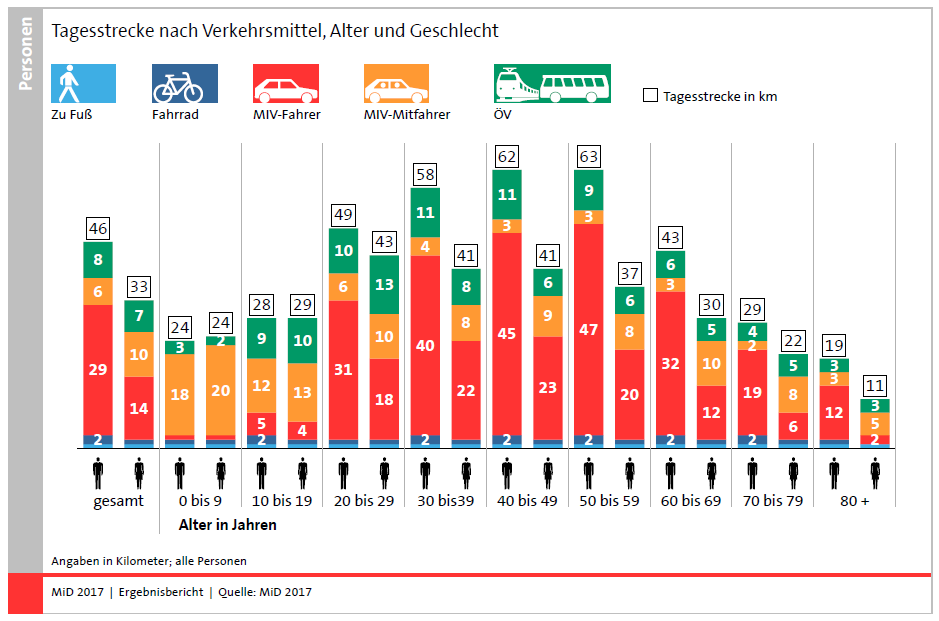 Personen
Tagesstrecke nach Verkehrsmittel, Alter und Geschlecht
Zu Fuß
Fahrrad
MIV-Fahrer
MIV-Mitfahrer
ÖV
Tagesstrecke in km
46 33 24 24 28 29 49 43 58 41 62 41 63 37 43 30 29 22 19 11
8 7 3 2 9 10 10 13 11 8 11 6 9 6 6 5 4 5 3 3
6 10 18 20 12 13 6 10 4 8 3 9 3 8 3 10 2 8 3 5
29 14 5 4 31 18 40 22 45 23 47 20 32 12 19 6 12 2
2 2 2 2 2 2 2
gesamt 0 bis 9 10 bis 19 20 bis 29 30 bis39 40 bis 49 50 bis 59 60 bis 69 70 bis 79 80 +
Alter in Jahren
Angaben in Kilometer; alle Personen
MiD 2017 | Ergebnisbericht | Quelle: MiD 2017